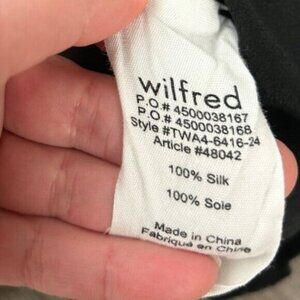 wilfred
P.O.# 4500038167
P.O.# 4500038168
Style #TWA4-6416-24
Article #48042
100% Silk
100% Soie
Made in China
Fabriqué en Chine